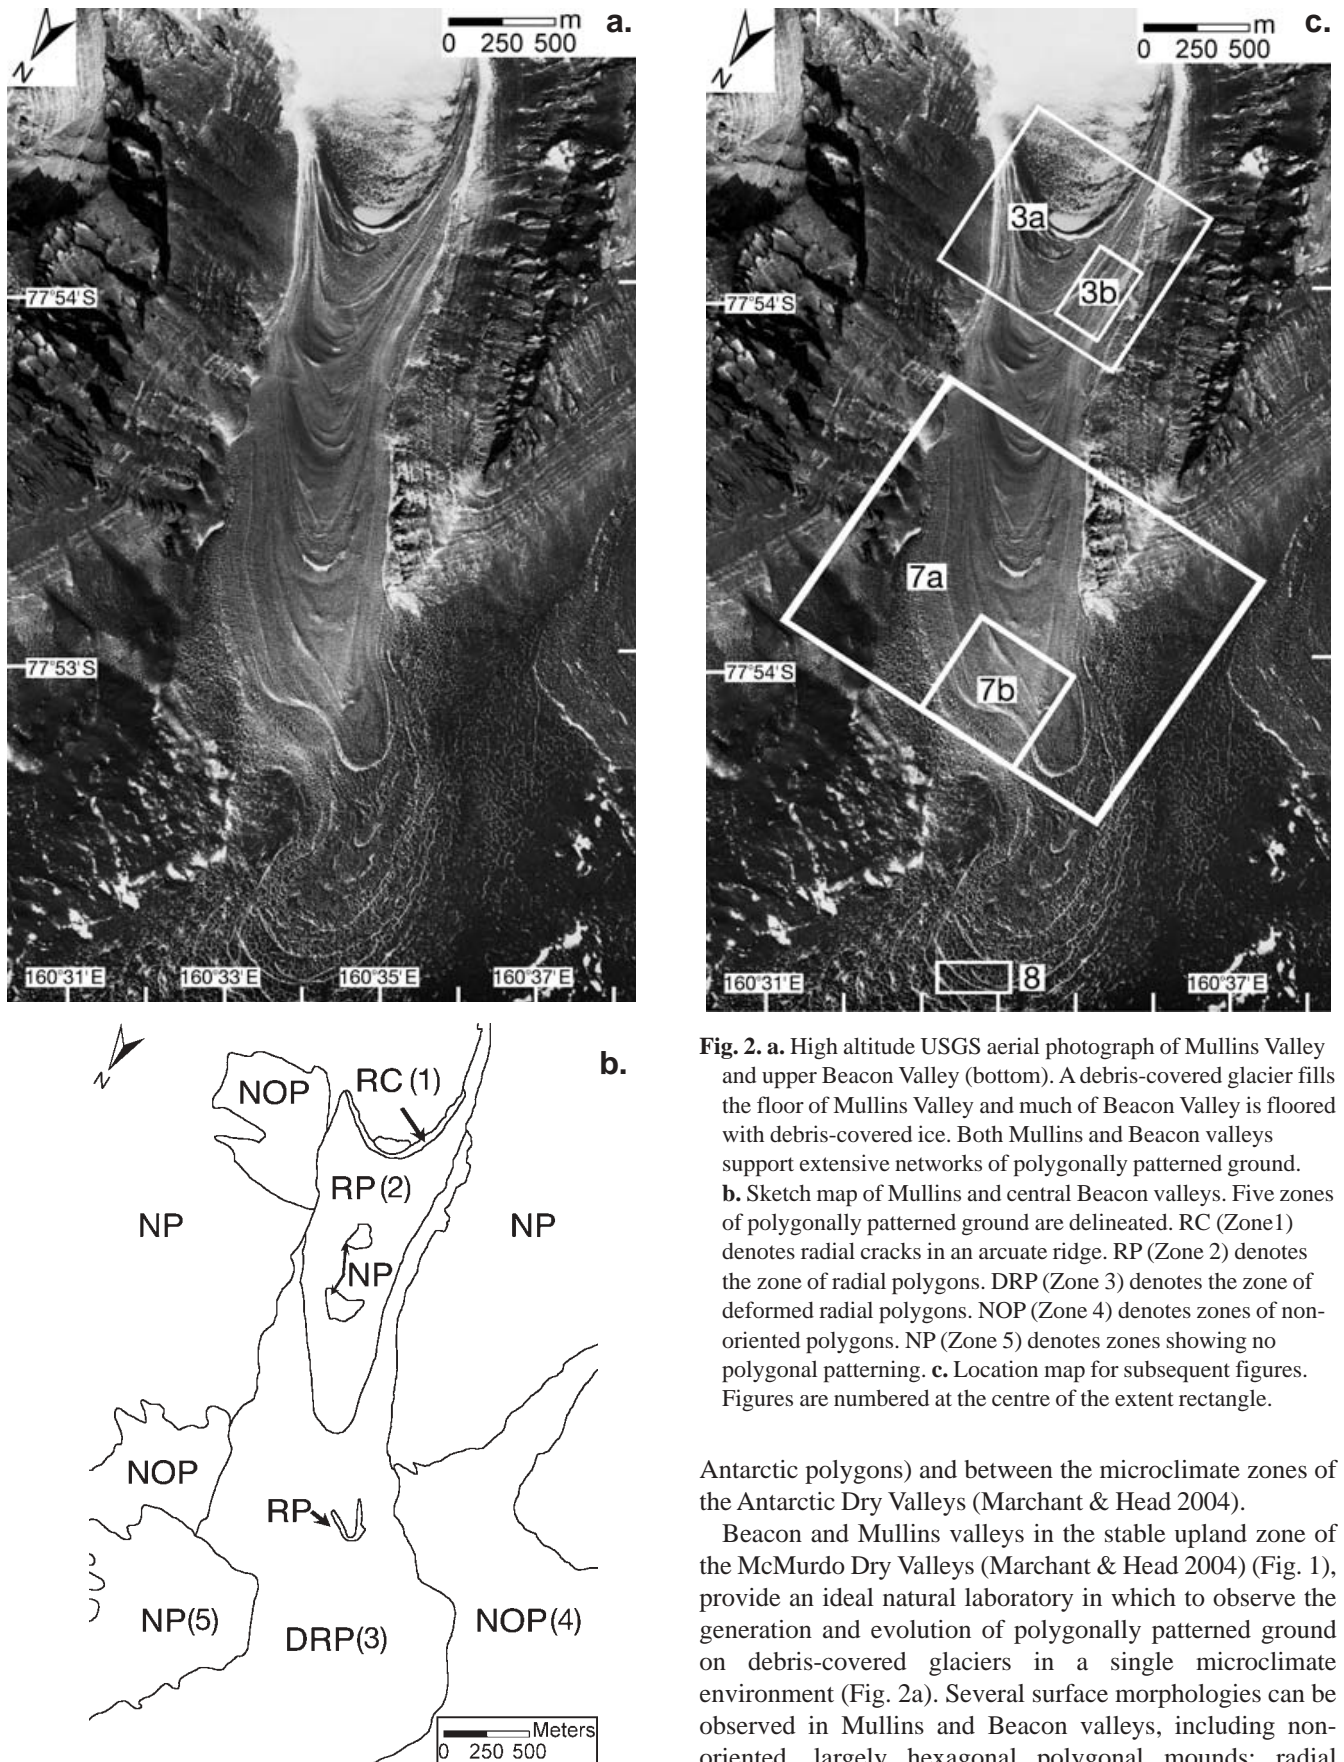 a.
N
m
0 250 500
77°54' S
77°53' S
160°31' E 160°33' E 160°35' E 160°37' E
c.
N
m
0 250 500
3a
3b
77°54' S
7a
77°54' S
7b
160°31' E 8 160°37' E
b.
N
NOP
RC (1)
RP (2)
NP
NP
NP
NOP
RP
NP(5)
DRP (3)
NOP(4)
Meters
0 250 500
Fig. 2. a. High altitude USGS aerial photograph of Mullins Valley
and upper Beacon Valley (bottom). A debris-covered glacier fills
the floor of Mullins Valley and much of Beacon Valley is floored
with debris-covered ice. Both Mullins and Beacon valleys
support extensive networks of polygonally patterned ground.
b. Sketch map of Mullins and central Beacon valleys. Five zones
of polygonally patterned ground are delineated. RC (Zone1)
denotes radial cracks in an arcuate ridge. RP (Zone 2) denotes
the zone of radial polygons. DRP (Zone 3) denotes the zone of
deformed radial polygons. NOP (Zone 4) denotes zones of non-
oriented polygons. NP (Zone 5) denotes zones showing no
polygonal patterning. c. Location map for subsequent figures.
Figures are numbered at the centre of the extent rectangle.
Antarctic polygons) and between the microclimate zones of
the Antarctic Dry Valleys (Marchant & Head 2004).
Beacon and Mullins valleys in the stable upland zone of
the McMurdo Dry Valleys (Marchant & Head 2004) (Fig. 1),
provide an ideal natural laboratory in which to observe the
generation and evolution of polygonally patterned ground
on debris-covered glaciers in a single microclimate
environment (Fig. 2a). Several surface morphologies can be
observed in Mullins and Beacon valleys, including non-
oriented, largely hexagonal polygonal mounds; radial